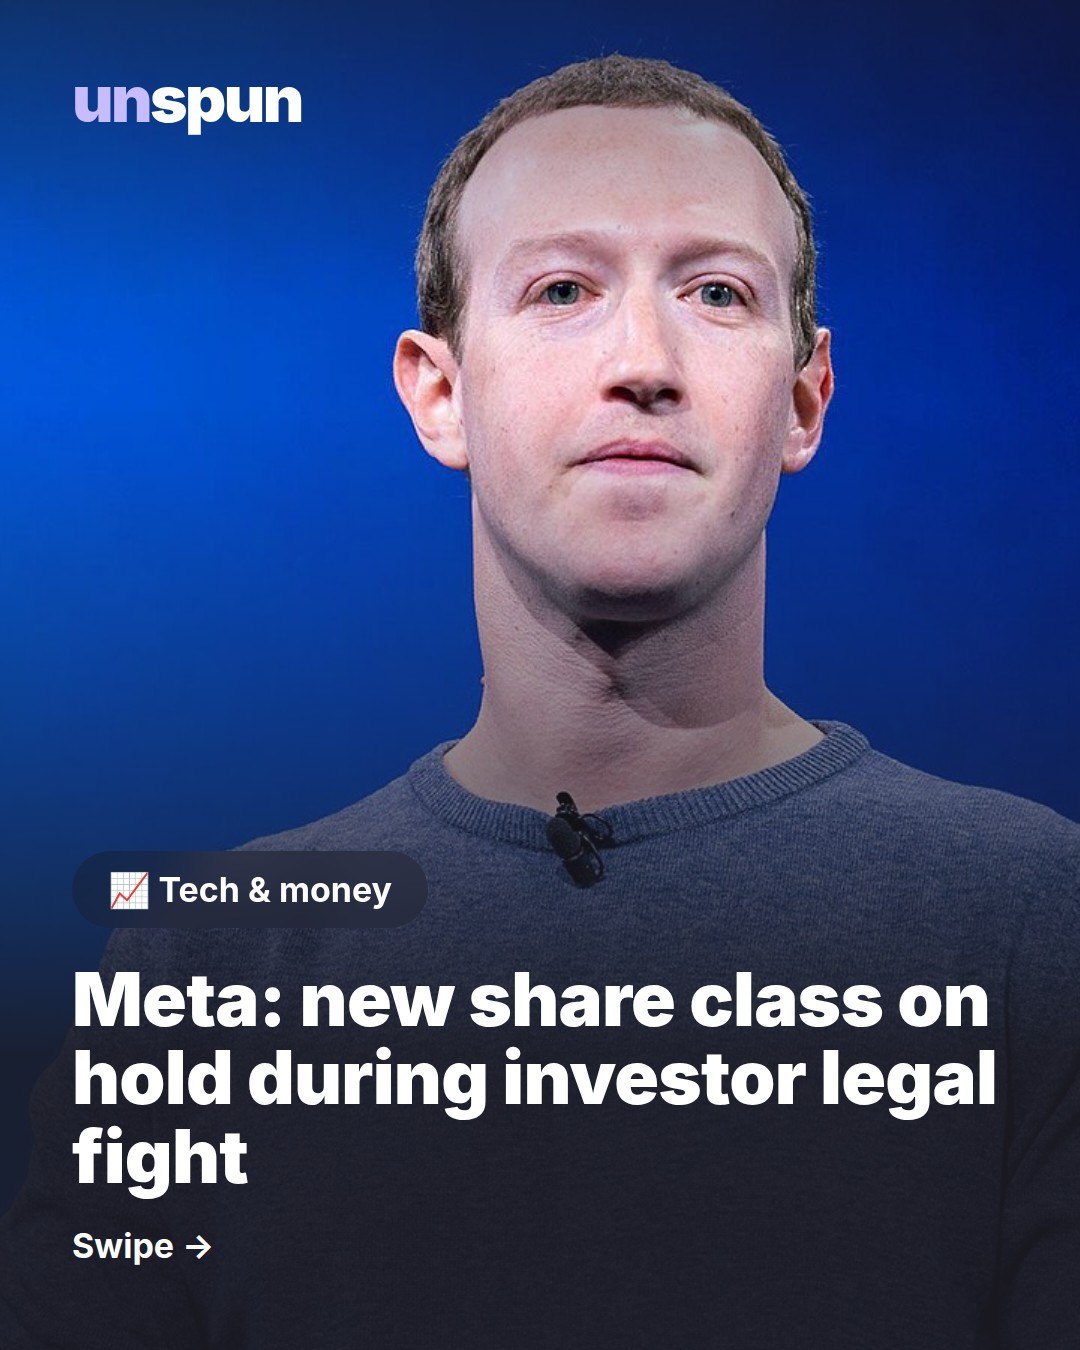 unspun
📈 Tech & money
Meta: new share class on
hold during investor legal
fight
Swipe →